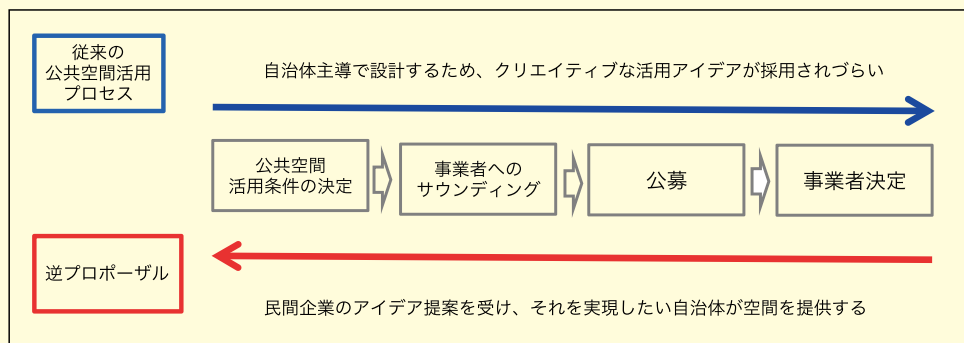 従来の
公共空間活用
プロセス
自治体主導で設計するため、クリエイティブな活用アイデアが採用されづらい
公共空間
活用条件の決定
事業者への
サウンディング
公募
事業者決定
逆プロポーザル
民間企業のアイデア提案を受け、それを実現したい自治体が空間を提供する